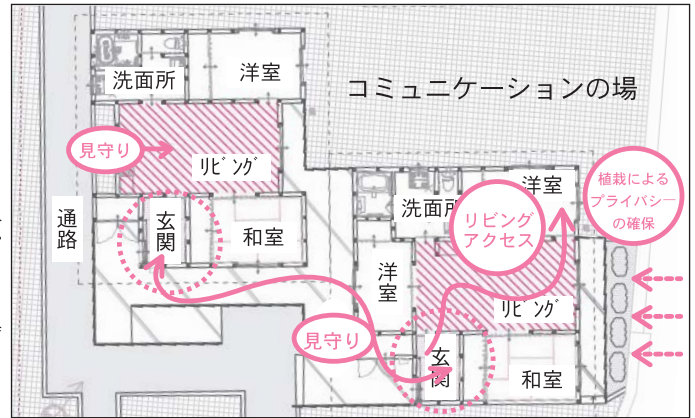 洗面所
洋室
コミュニケーションの場
見守り
ﾘﾋﾞﾝｸﾞ
通路
玄
関
和室
洗面所
リビング
アクセス
洋室
植栽による
プライバシー
の確保
洋
室
ﾘﾋﾞﾝｸﾞ
見守り
玄
関
和室